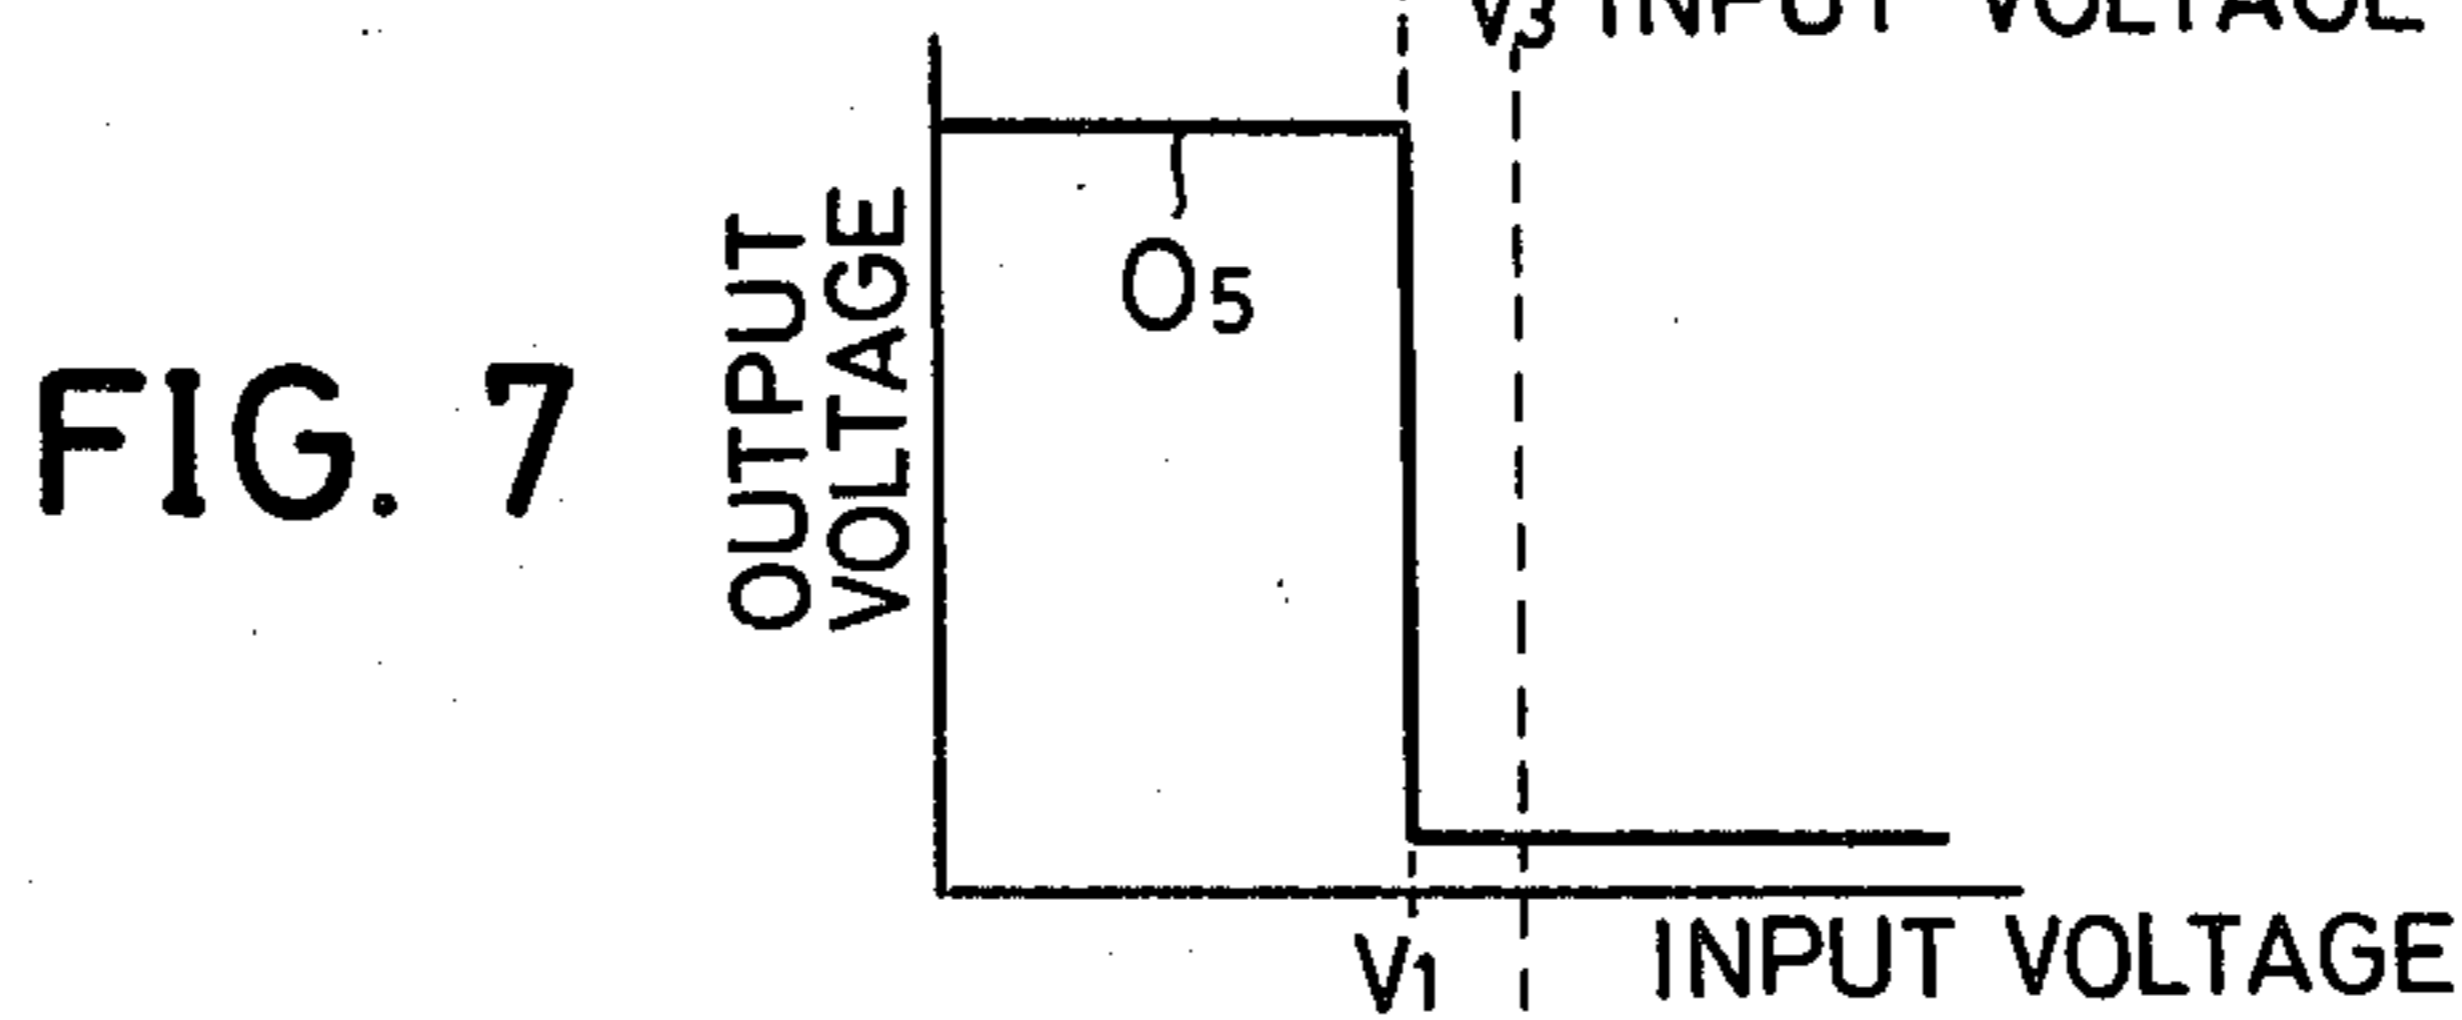 V3 INPUT VOLTAGE
FIG. 7
OUTPUT
VOLTAGE
O5
V1
INPUT VOLTAGE